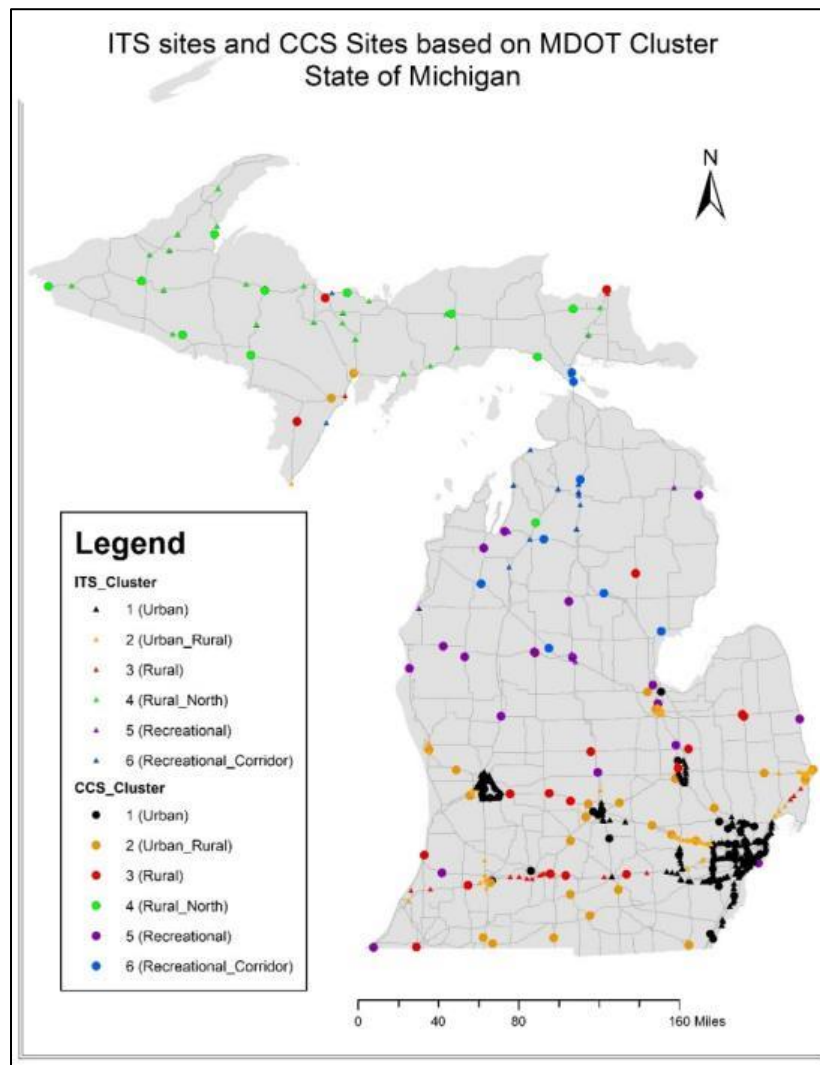 ITS sites and CCS Sites based on MDOT Cluster
State of Michigan
N
Legend
ITS_Cluster
1 (Urban)
2 (Urban_Rural)
3 (Rural)
4 (Rural_North)
5 (Recreational)
6 (Recreational_Corridor)
CCS_Cluster
1 (Urban)
2 (Urban_Rural)
3 (Rural)
4 (Rural_North)
5 (Recreational)
6 (Recreational_Corridor)
0 40 80 160 Miles